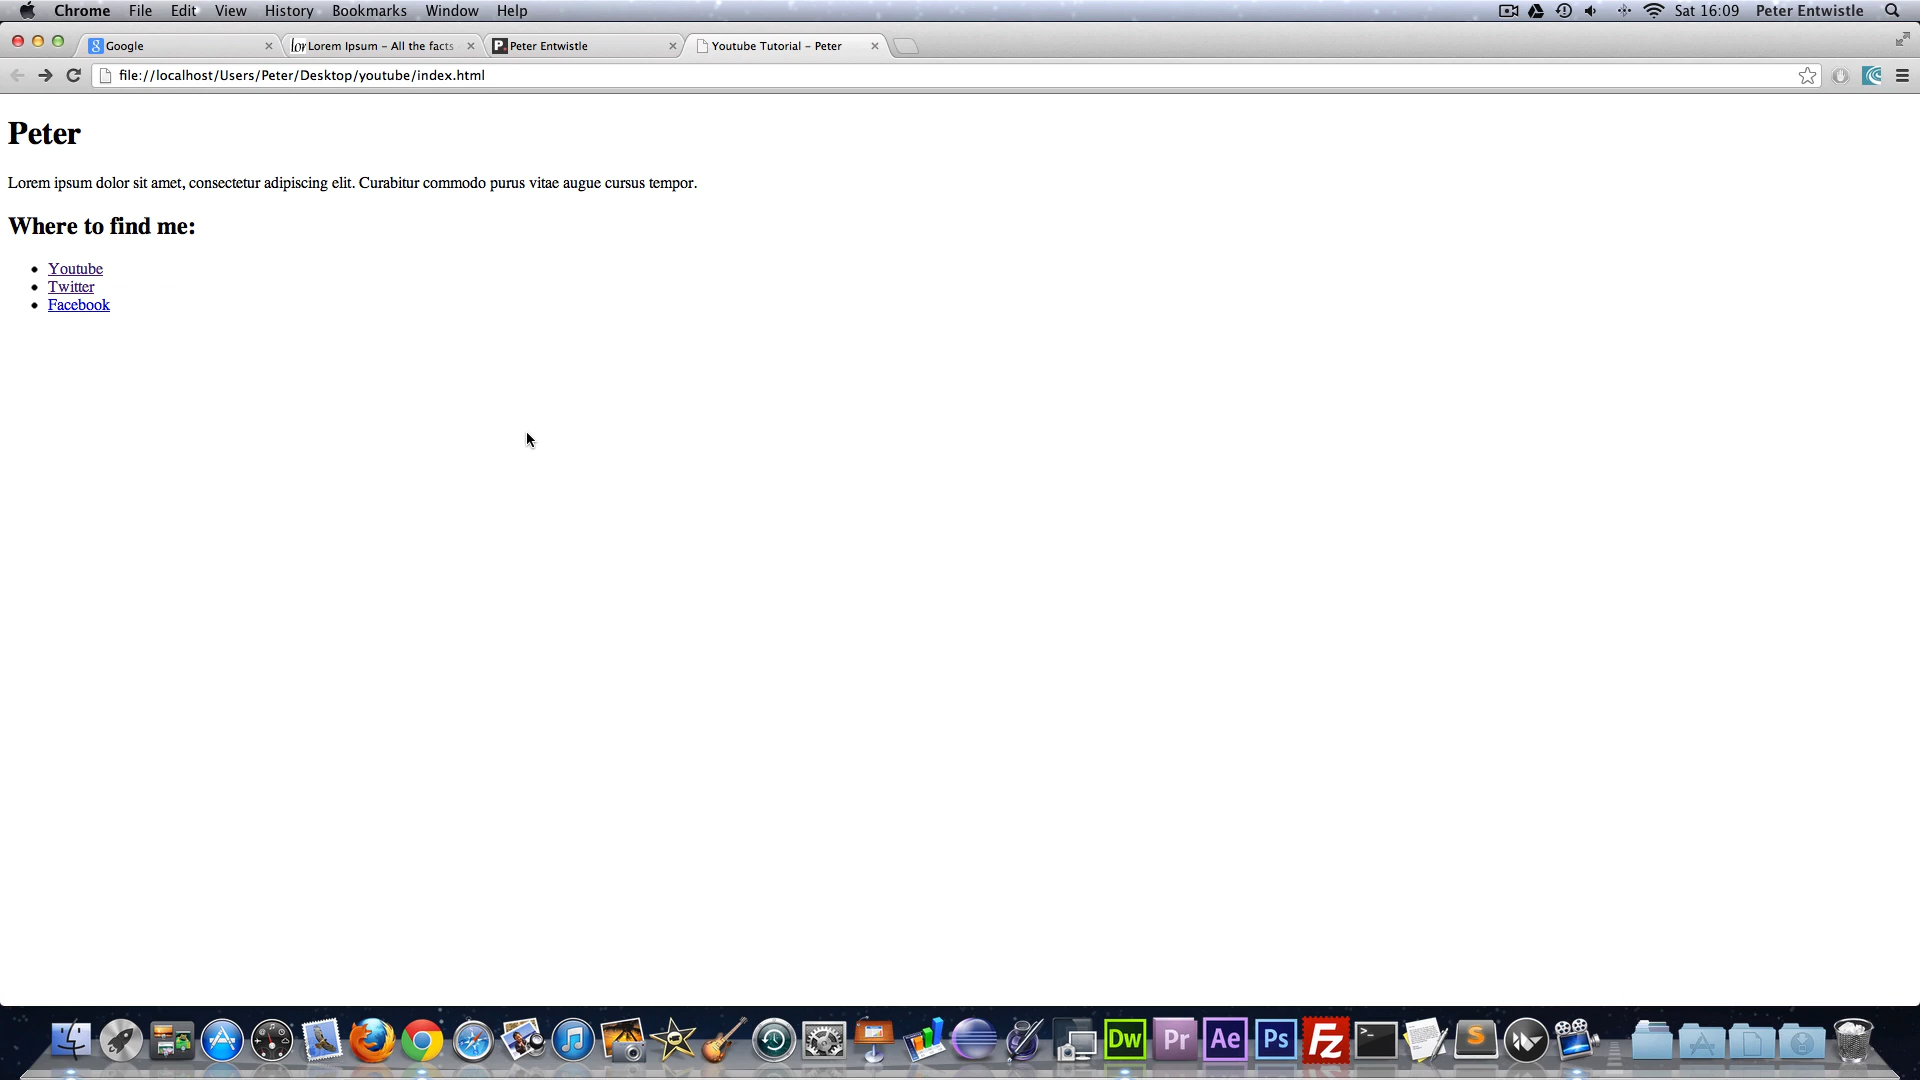 Chrome File Edit View History Bookmarks Window Help Sat 16:09 Peter Entwistle
Google Lorem Ipsum – All the facts Peter Entwistle Youtube Tutorial – Peter
file://localhost/Users/Peter/Desktop/youtube/index.html
Peter
Lorem ipsum dolor sit amet, consectetur adipiscing elit. Curabitur commodo purus vitae augue cursus tempor.
Where to find me:
Youtube
Twitter
Facebook
Dw Pr Ae Ps Fz S